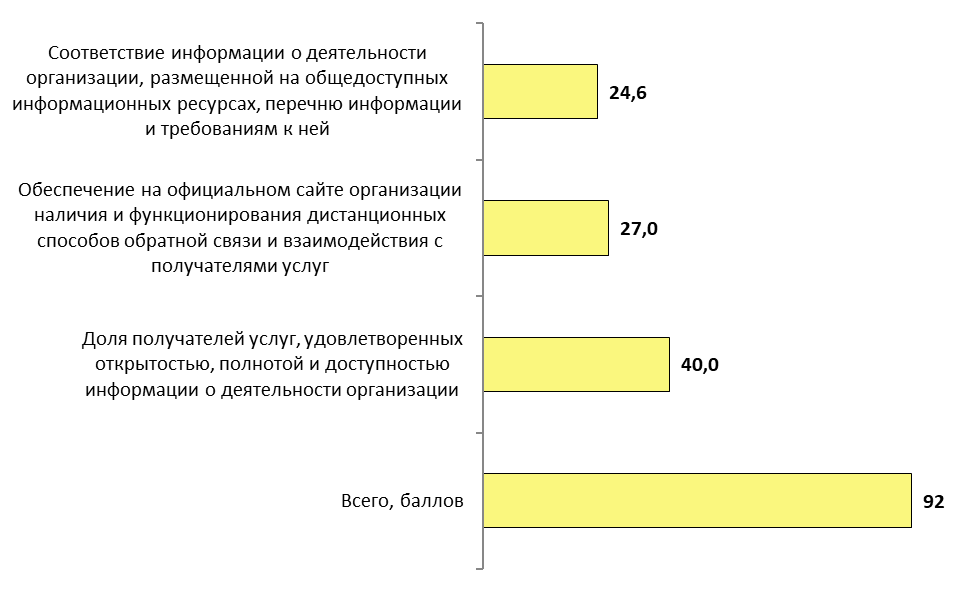 Соответствие информации о деятельности
организации, размещенной на общедоступных
информационных ресурсах, перечню информации
и требованиям к ней
24,6
Обеспечение на официальном сайте организации
наличия и функционирования дистанционных
способов обратной связи и взаимодействия с
получателями услуг
27,0
Доля получателей услуг, удовлетворенных
открытостью, полнотой и доступностью
информации о деятельности организации
40,0
Всего, баллов
92